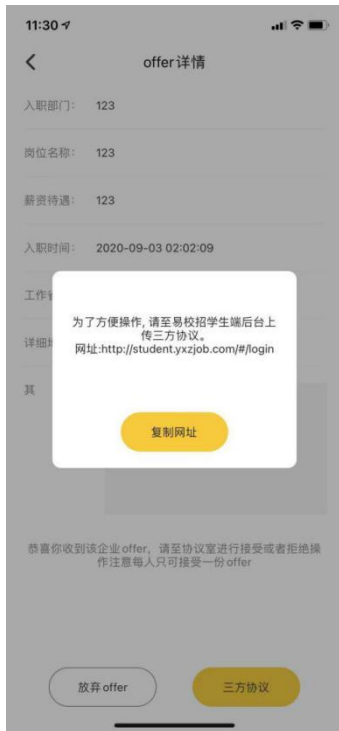 11:30
offer详情
入职部门： 123
岗位名称： 123
薪资待遇： 123
入职时间： 2020-09-03 02:02:09
工作
为了方便操作, 请至易校招学生端后台上
传三方协议。
详细
网址:http://student.yxzjob.com/#/login
其
复制网址
恭喜你收到该企业offer，请至协议室进行接受或者拒绝操
作注意每人只可接受一份offer
放弃offer
三方协议